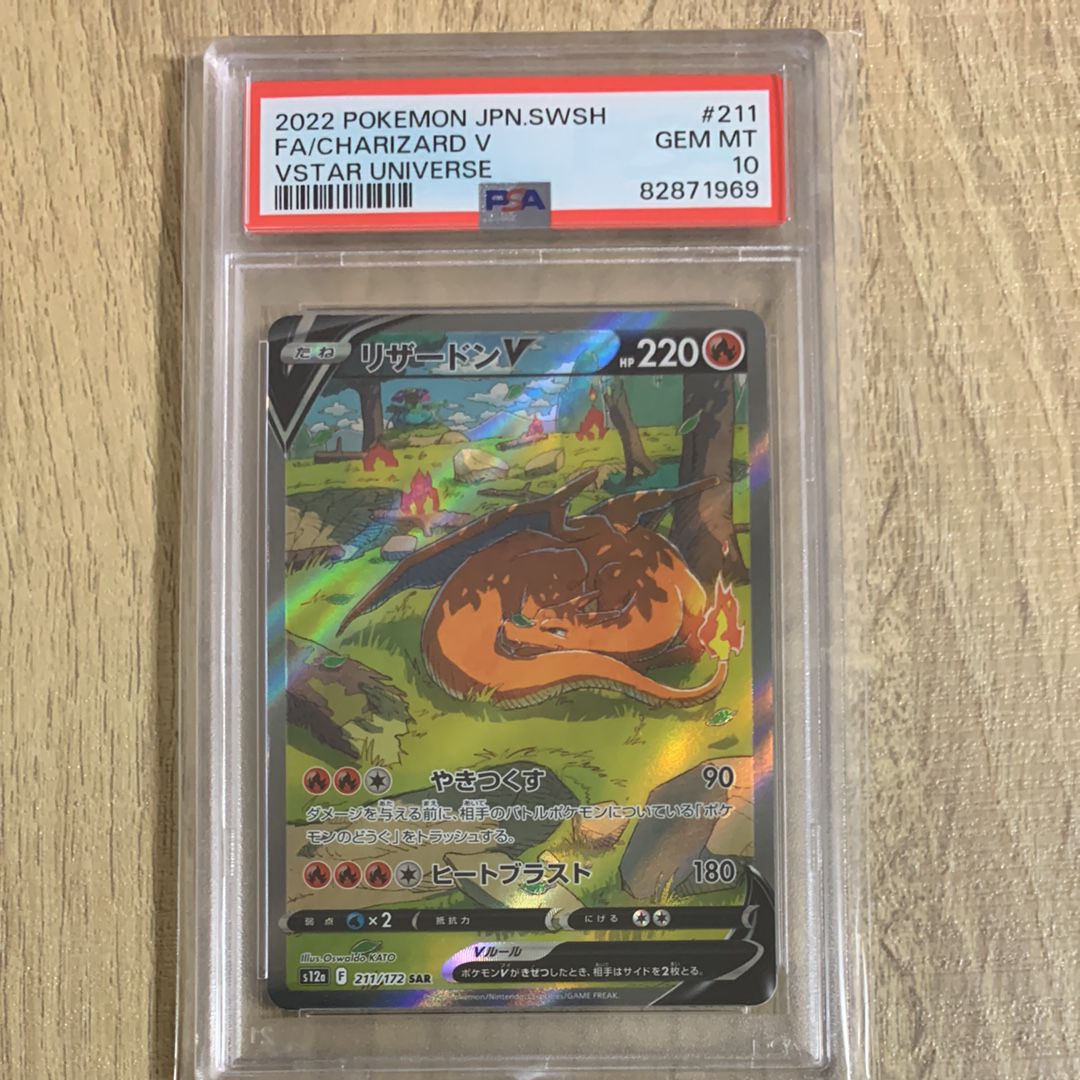 2022 POKEMON JPN.SWSH #211
FA/CHARIZARD V GEM MT
VSTAR UNIVERSE 10
82871969
PSA
たね リザードンV HP 220
やきつくす 90
ダメージを与える前に、相手のバトルポケモンについている「ポケ
モンのどうぐ」をトラッシュする。
ヒートブラスト 180
弱点 ×2 抵抗力 にげる
Illus. Oswaldo KATO
Vルール
ポケモンVがきぜつしたとき、相手はサイドを2枚とる。
s12a F 211/172 SAR
Pokémon/Nintendo/Creatures/GAME FREAK.